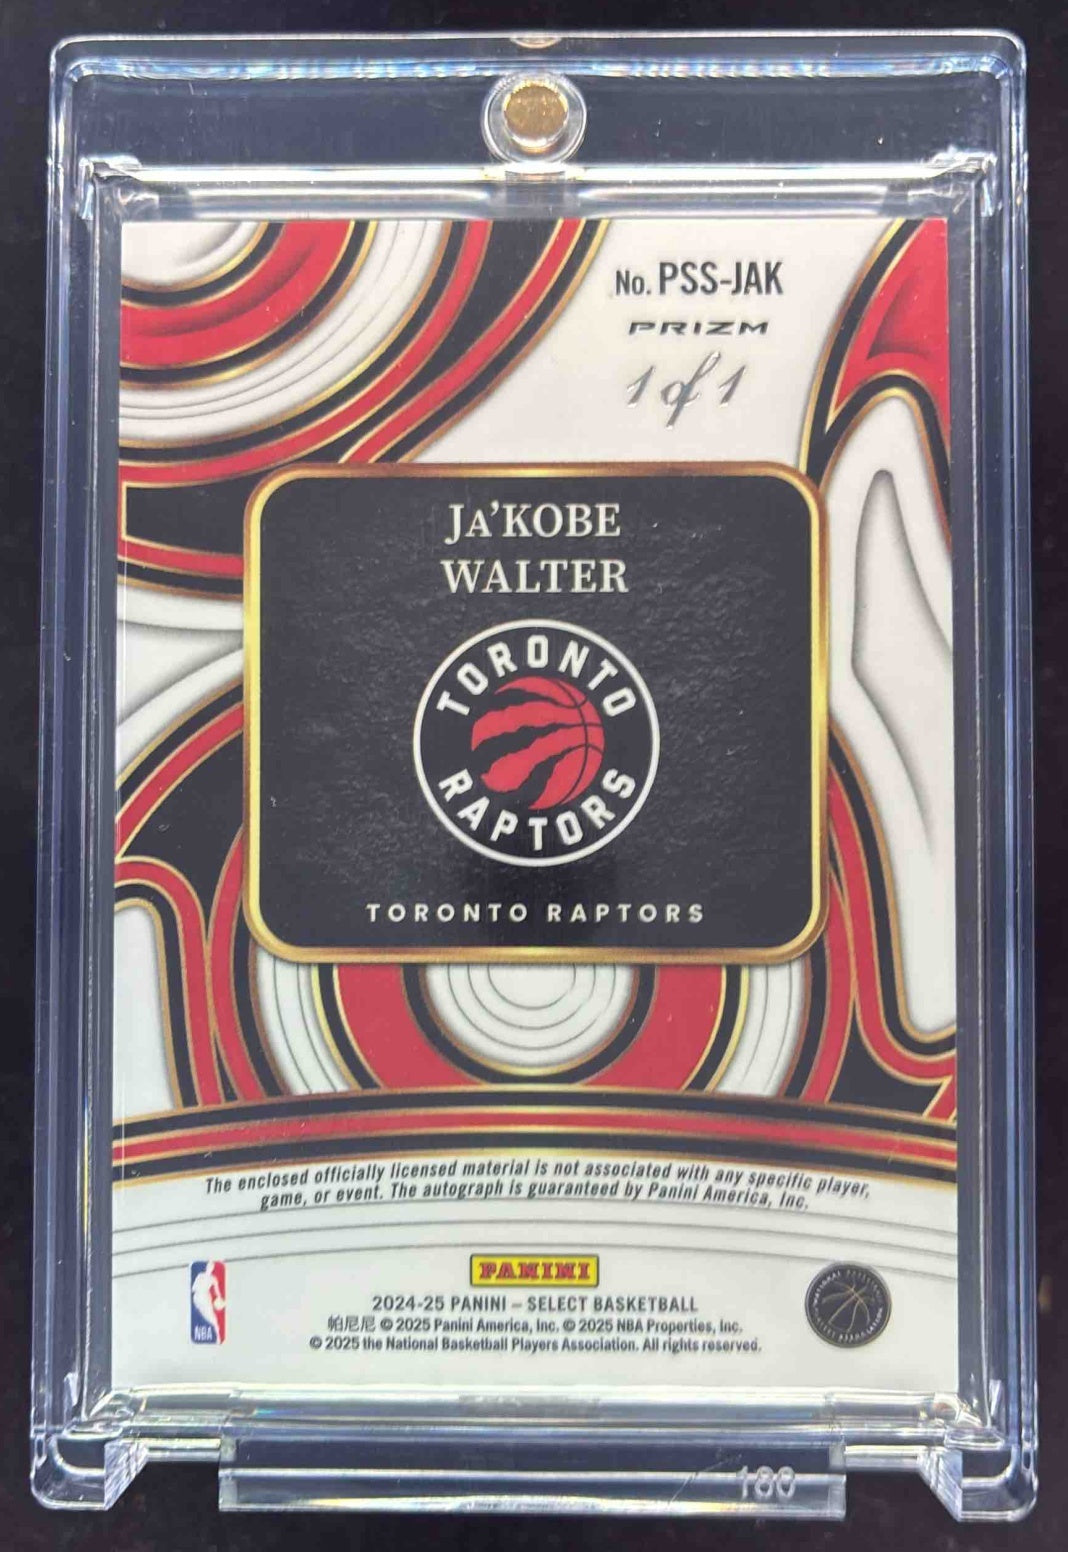 No. PSS-JAK
PRIZM
1 of 1
JA'KOBE
WALTER
TORONTO
RAPTORS
TORONTO RAPTORS
The enclosed officially licensed material is not associated with any specific player,
game, or event. The autograph is guaranteed by Panini America, Inc.
PANINI
2024-25 PANINI – SELECT BASKETBALL
帕尼尼 © 2025 Panini America, Inc. © 2025 NBA Properties, Inc.
© 2025 the National Basketball Players Association. All rights reserved.
NBA
180